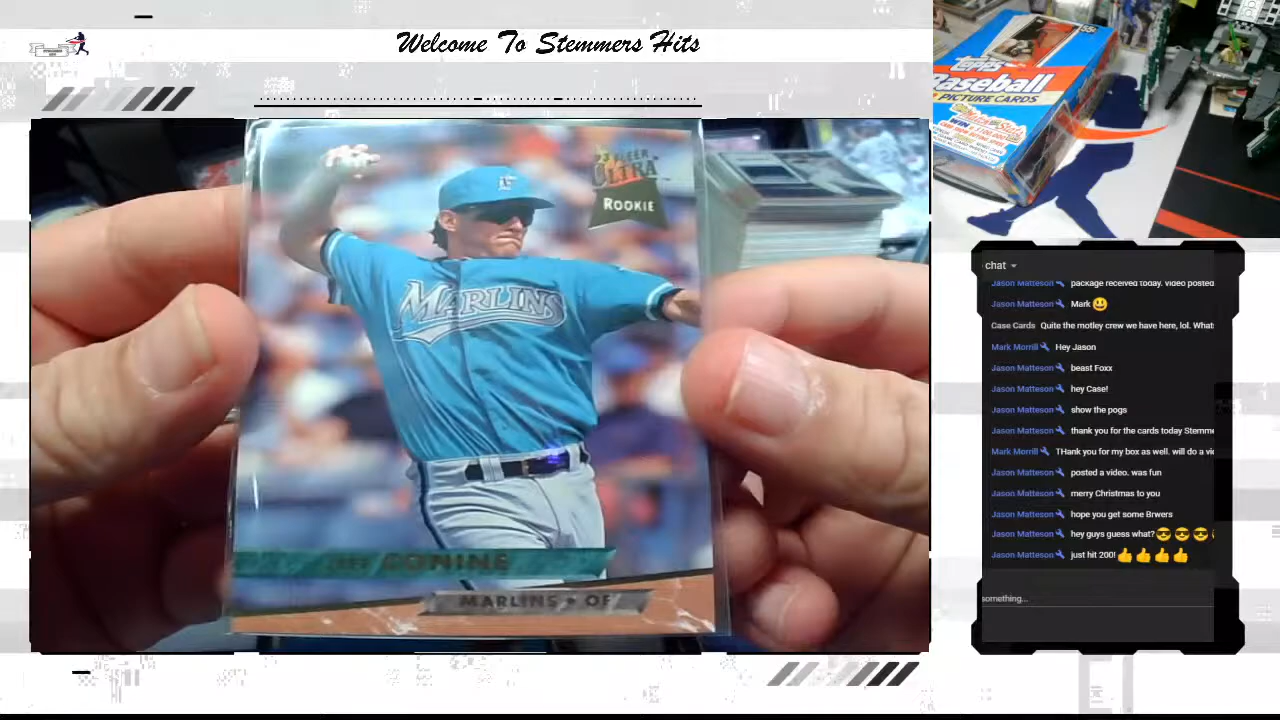 Welcome To Stemmers Hits
'93 FLEER
ULTRA
ROOKIE
MARLINS
CONINE
MARLINS • OF
TOPPS
Baseball
PICTURE CARDS
chat
Jason Matteson package received today. video posted
Jason Matteson Mark 😃
Case Cards Quite the motley crew we have here, lol. What
Mark Morrill Hey Jason
Jason Matteson beast Foxx
Jason Matteson hey Case!
Jason Matteson show the pogs
Jason Matteson thank you for the cards today Stemme
Mark Morrill THank you for my box as well. will do a vi
Jason Matteson posted a video. was fun
Jason Matteson merry Christmas to you
Jason Matteson hope you get some Brwers
Jason Matteson hey guys guess what?😎😎😎
Jason Matteson just hit 200!👍👍👍👍
something...